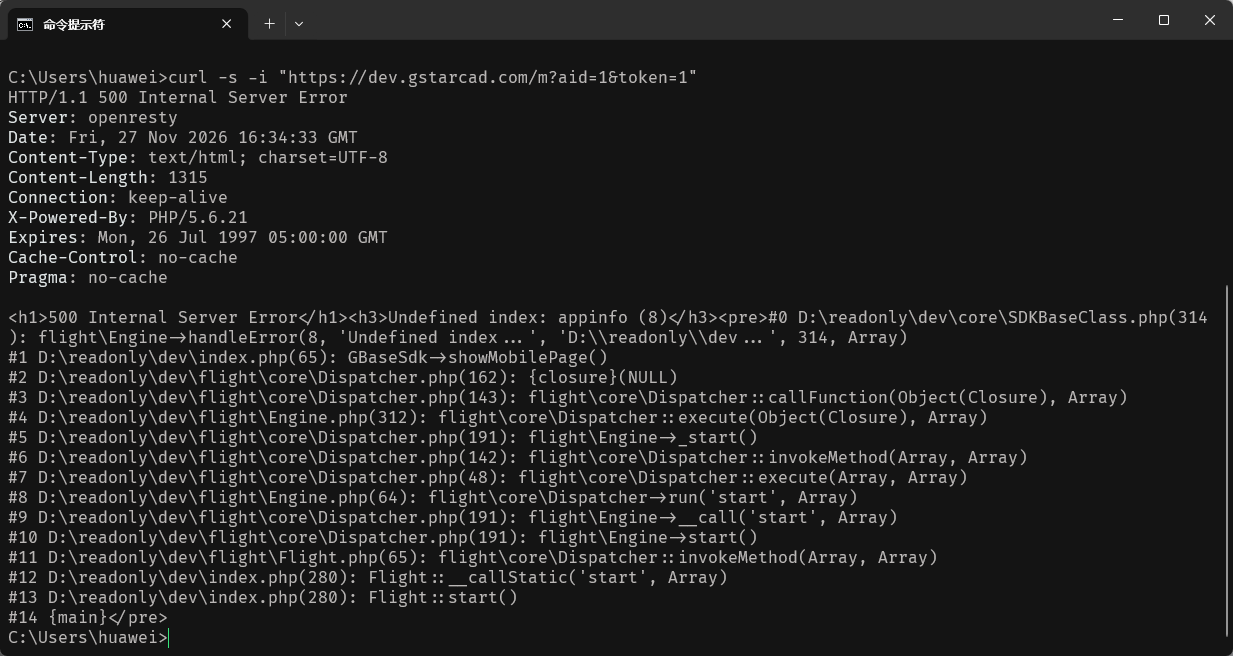 命令提示符
C:\Users\huawei>curl -s -i "https://dev.gstarcad.com/m?aid=1&token=1"
HTTP/1.1 500 Internal Server Error
Server: openresty
Date: Fri, 27 Nov 2026 16:34:33 GMT
Content-Type: text/html; charset=UTF-8
Content-Length: 1315
Connection: keep-alive
X-Powered-By: PHP/5.6.21
Expires: Mon, 26 Jul 1997 05:00:00 GMT
Cache-Control: no-cache
Pragma: no-cache
<h1>500 Internal Server Error</h1><h3>Undefined index: appinfo (8)</h3><pre>#0 D:\readonly\dev\core\SDKBaseClass.php(314
): flight\Engine->handleError(8, 'Undefined index...', 'D:\\readonly\\dev...', 314, Array)
#1 D:\readonly\dev\index.php(65): GBaseSdk->showMobilePage()
#2 D:\readonly\dev\flight\core\Dispatcher.php(162): {closure}(NULL)
#3 D:\readonly\dev\flight\core\Dispatcher.php(143): flight\core\Dispatcher::callFunction(Object(Closure), Array)
#4 D:\readonly\dev\flight\Engine.php(312): flight\core\Dispatcher::execute(Object(Closure), Array)
#5 D:\readonly\dev\flight\core\Dispatcher.php(191): flight\Engine->_start()
#6 D:\readonly\dev\flight\core\Dispatcher.php(142): flight\core\Dispatcher::invokeMethod(Array, Array)
#7 D:\readonly\dev\flight\core\Dispatcher.php(48): flight\core\Dispatcher::execute(Array, Array)
#8 D:\readonly\dev\flight\Engine.php(64): flight\core\Dispatcher->run('start', Array)
#9 D:\readonly\dev\flight\core\Dispatcher.php(191): flight\Engine->__call('start', Array)
#10 D:\readonly\dev\flight\core\Dispatcher.php(191): flight\Engine->start()
#11 D:\readonly\dev\flight\Flight.php(65): flight\core\Dispatcher::invokeMethod(Array, Array)
#12 D:\readonly\dev\index.php(280): Flight::__callStatic('start', Array)
#13 D:\readonly\dev\index.php(280): Flight::start()
#14 {main}</pre>
C:\Users\huawei>